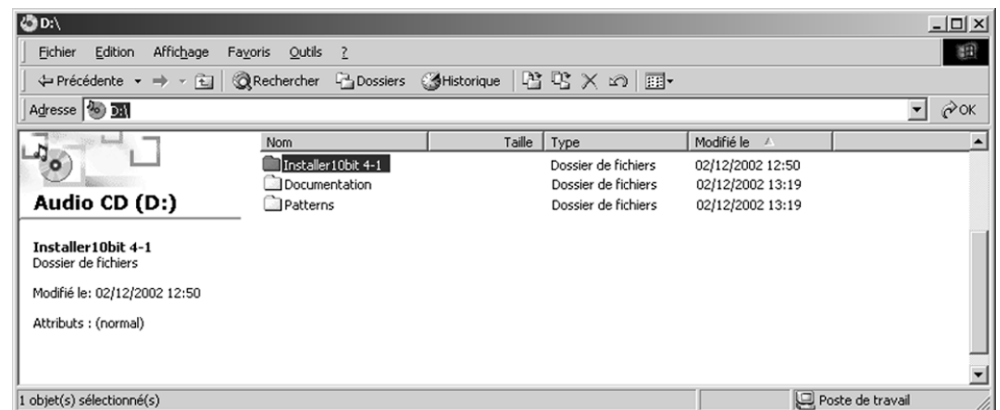 D:\
Fichier Edition Affichage Favoris Outils ?
Précédente Rechercher Dossiers Historique
Adresse D:\ OK
Nom Taille Type Modifié le
Installer10bit 4-1 Dossier de fichiers 02/12/2002 12:50
Documentation Dossier de fichiers 02/12/2002 13:19
Patterns Dossier de fichiers 02/12/2002 13:19
Audio CD (D:)
Installer10bit 4-1
Dossier de fichiers
Modifié le: 02/12/2002 12:50
Attributs : (normal)
1 objet(s) sélectionné(s) Poste de travail